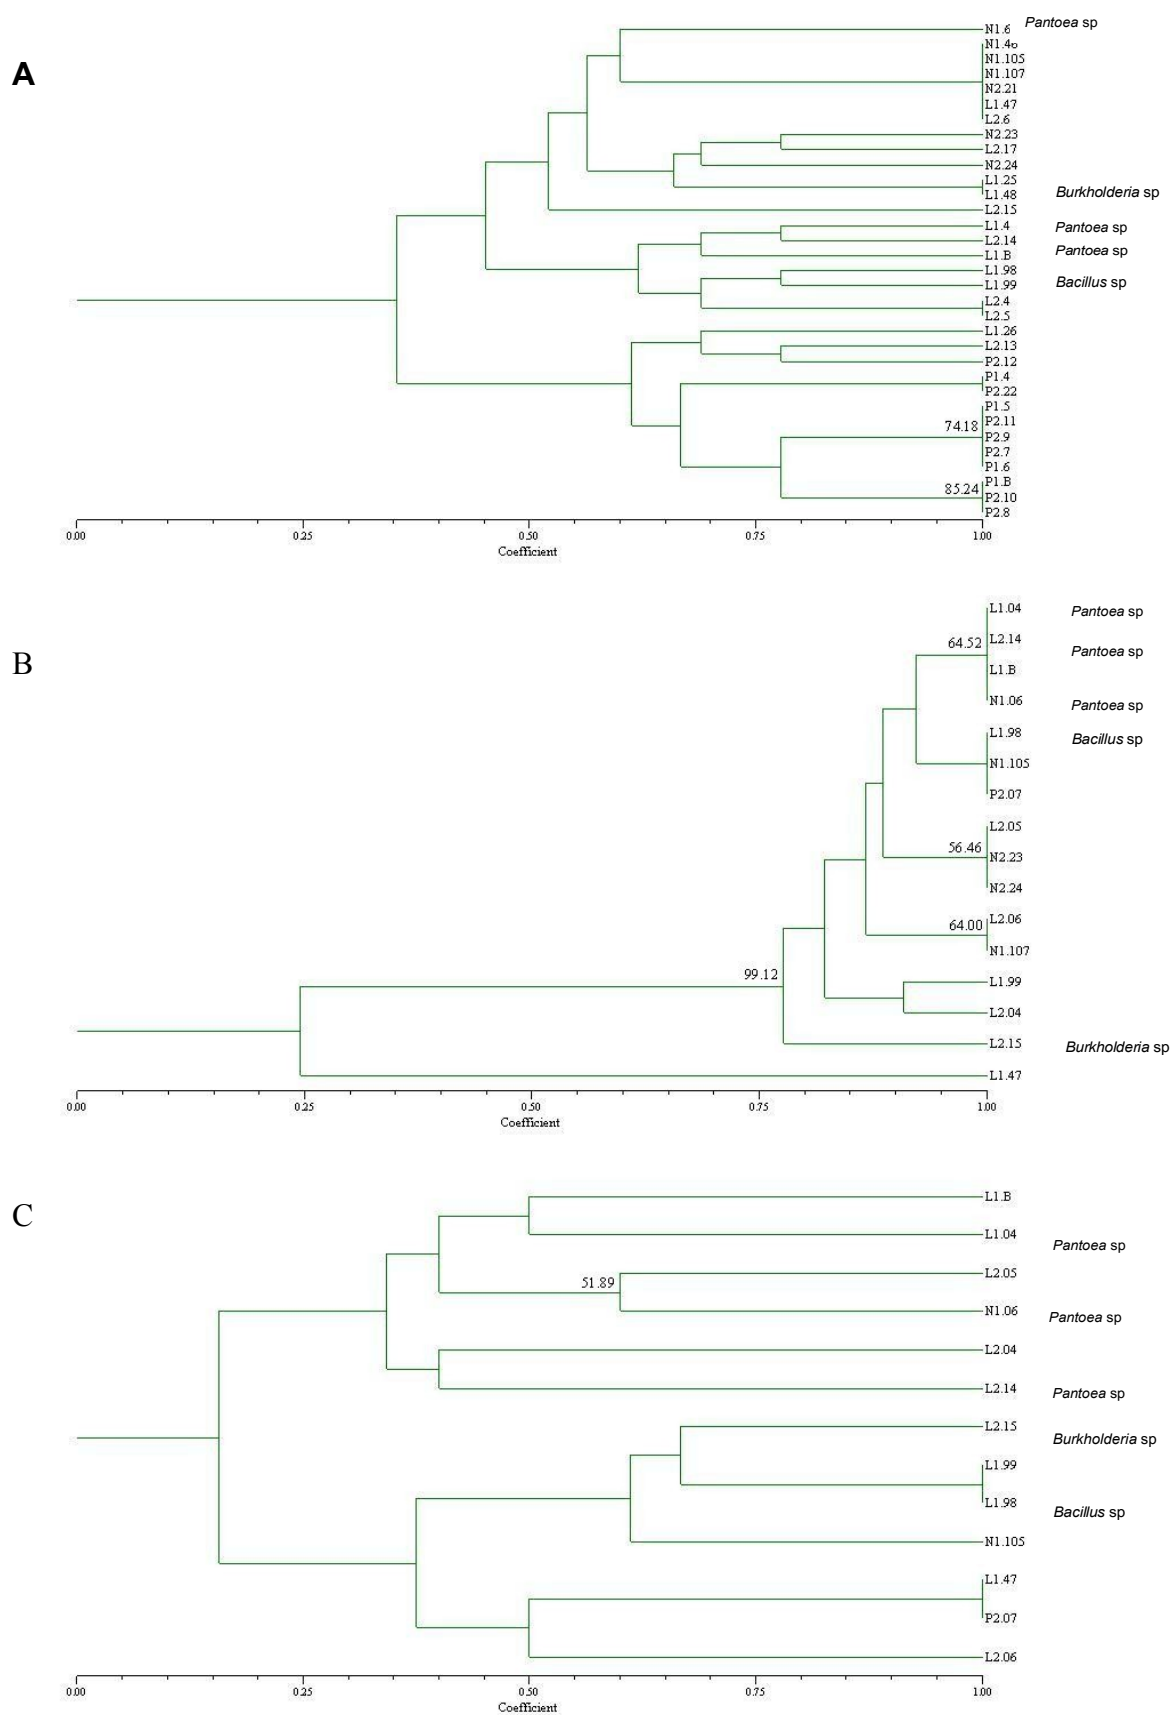 A
N1.6 Pantoea sp
N1.46
N1.105
N1.107
N2.21
L1.47
L2.6
N2.23
L2.17
N2.24
L1.25
L1.48 Burkholderia sp
L2.15
L1.4 Pantoea sp
L2.14
L1.B Pantoea sp
L1.98
L1.99 Bacillus sp
L2.4
L2.5
L1.26
L2.13
P2.12
P1.4
P2.22
P1.5
P2.11
74.18 P2.9
P2.7
P1.6
P1.B
85.24 P2.10
P2.8
0.00 0.25 0.50 0.75 1.00
Coefficient
B
L1.04 Pantoea sp
64.52 L2.14 Pantoea sp
L1.B
N1.06 Pantoea sp
L1.98 Bacillus sp
N1.105
P2.07
L2.05
56.46 N2.23
N2.24
L2.06
64.00
N1.107
99.12 L1.99
L2.04
L2.15 Burkholderia sp
L1.47
0.00 0.25 0.50 0.75 1.00
Coefficient
C
L1.B
L1.04
Pantoea sp
L2.05
51.89
N1.06 Pantoea sp
L2.04
L2.14 Pantoea sp
L2.15
Burkholderia sp
L1.99
L1.98 Bacillus sp
N1.105
L1.47
P2.07
L2.06
0.00 0.25 0.50 0.75 1.00
Coefficient